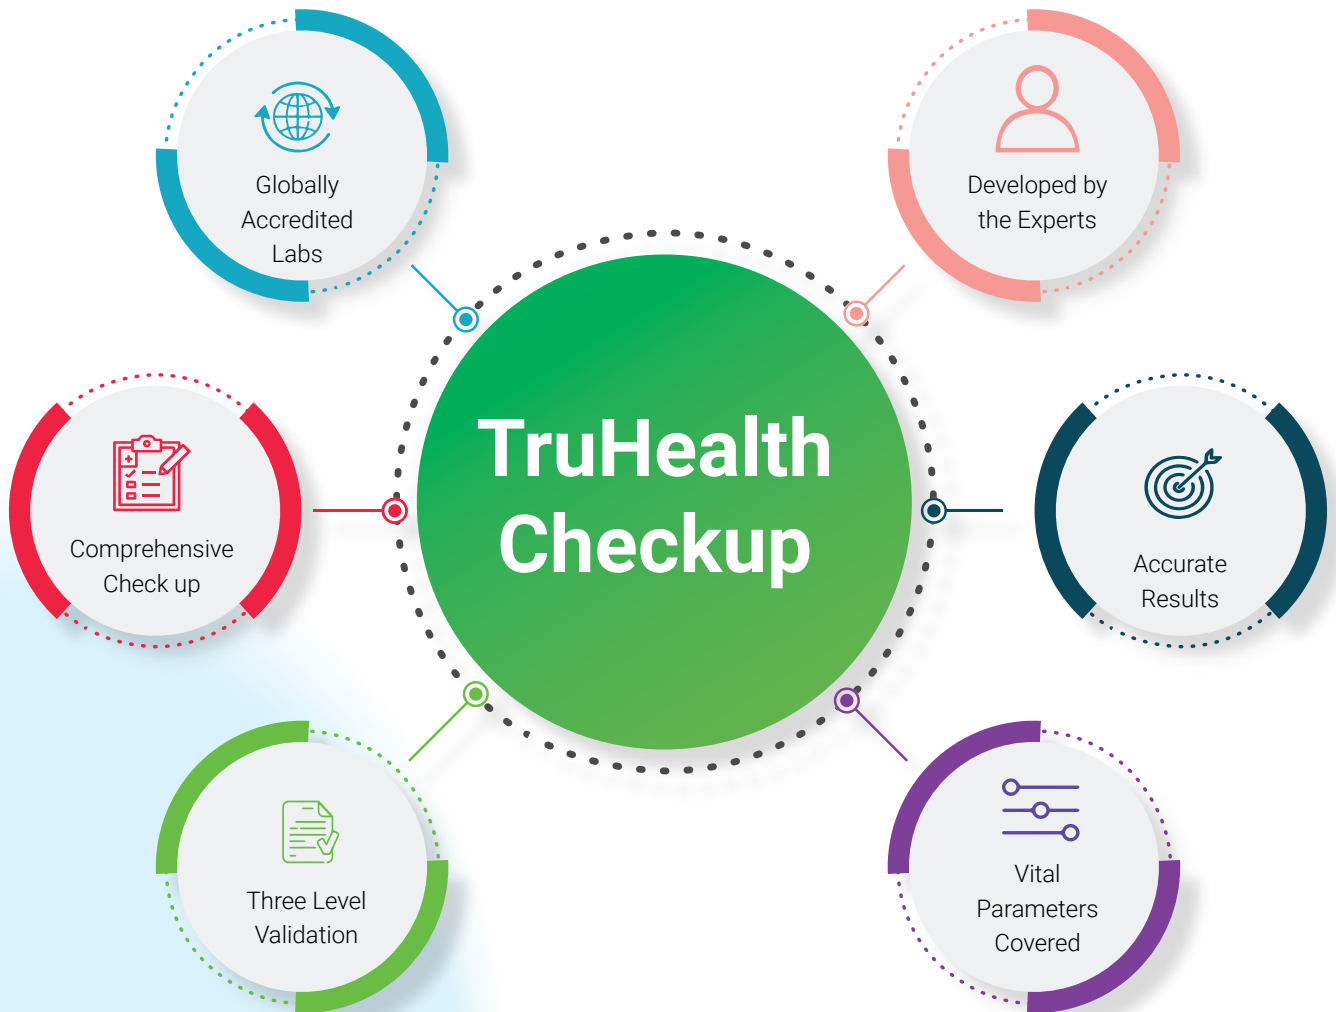 Globally
Accredited
Labs
Developed by
the Experts
TruHealth
Checkup
Comprehensive
Check up
Accurate
Results
Three Level
Validation
Vital
Parameters
Covered